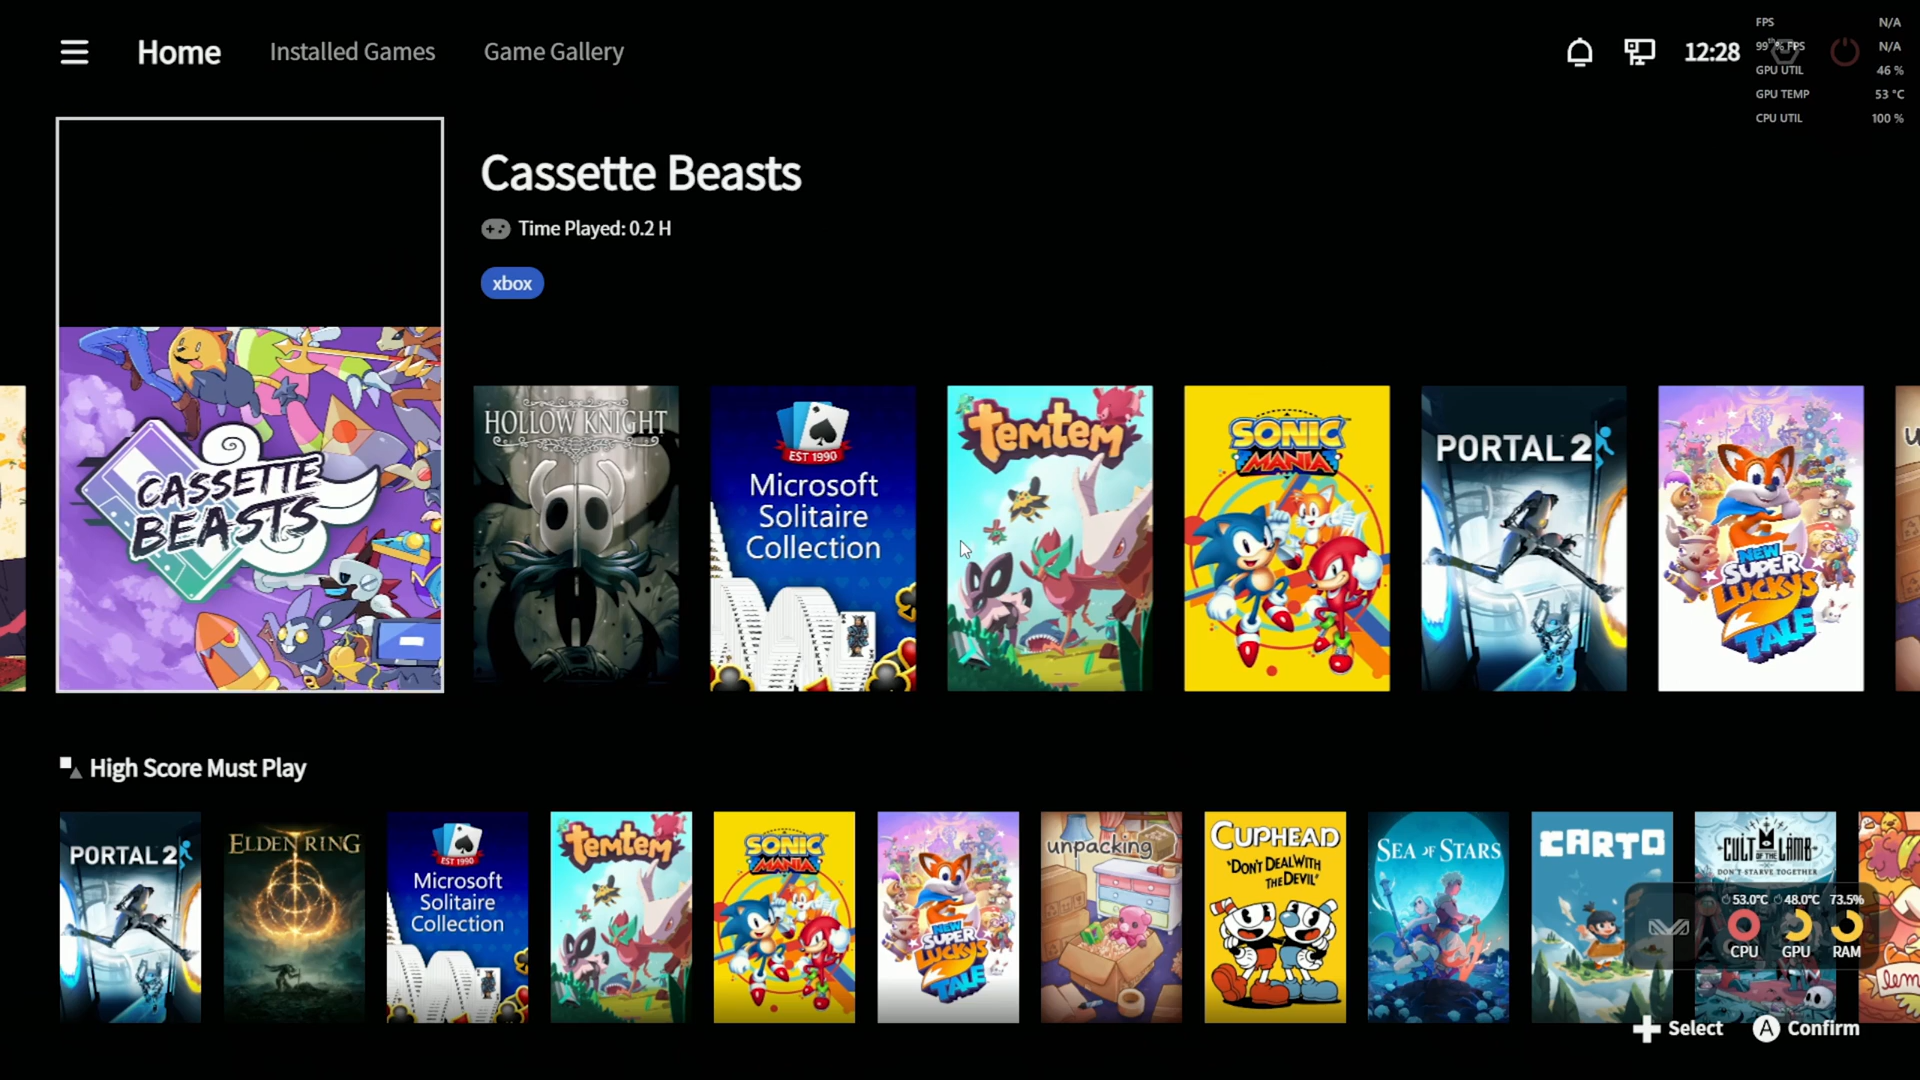 Home
Installed Games
Game Gallery
12:28
FPS N/A
99th% FPS N/A
GPU UTIL 46 %
GPU TEMP 53 °C
CPU UTIL 100 %
Cassette Beasts
Time Played: 0.2 H
xbox
CASSETTE
BEASTS
HOLLOW KNIGHT
EST 1990
Microsoft
Solitaire
Collection
temtem
SONIC
MANIA
PORTAL 2
NEW
SUPER
LUCKY'S
TALE
High Score Must Play
PORTAL 2
ELDEN RING
EST 1990
Microsoft
Solitaire
Collection
temtem
SONIC
MANIA
NEW
SUPER
LUCKY'S
TALE
unpacking
CUPHEAD
"DON'T DEAL WITH
THE DEVIL"
SEA OF STARS
CARTO
CULT OF THE LAMB
DON'T STARVE TOGETHER
53.0°C 48.0°C 73.5%
CPU GPU RAM
Select
A Confirm